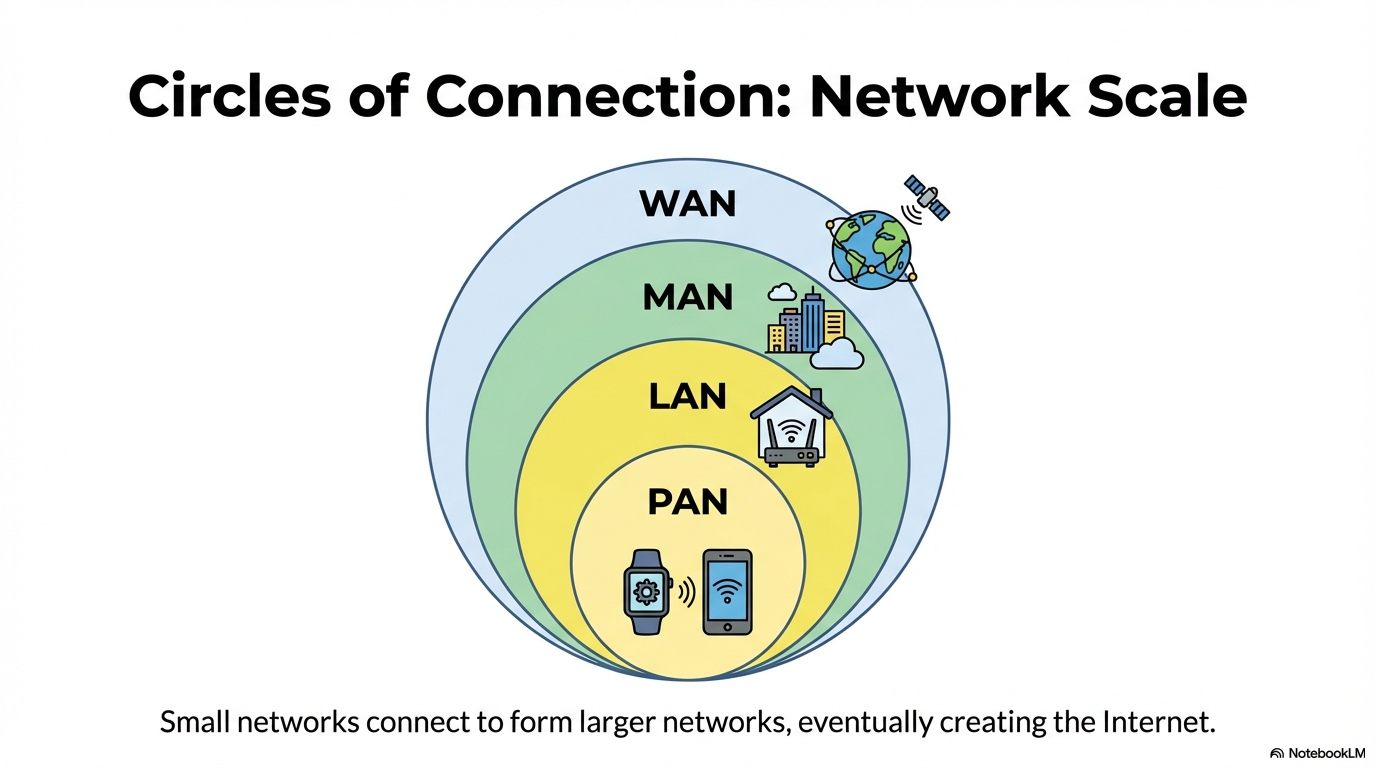 Circles of Connection: Network Scale
WAN
MAN
LAN
PAN
Small networks connect to form larger networks, eventually creating the Internet.
NotebookLM